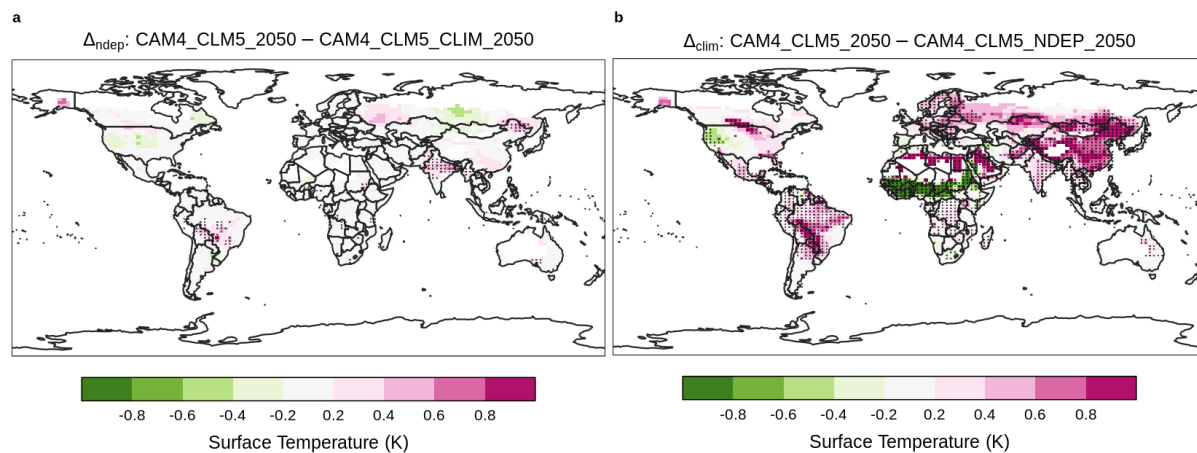 a
Δndep: CAM4_CLM5_2050 – CAM4_CLM5_CLIM_2050
-0.8 -0.6 -0.4 -0.2 0.2 0.4 0.6 0.8
Surface Temperature (K)
b
Δclim: CAM4_CLM5_2050 – CAM4_CLM5_NDEP_2050
-0.8 -0.6 -0.4 -0.2 0.2 0.4 0.6 0.8
Surface Temperature (K)